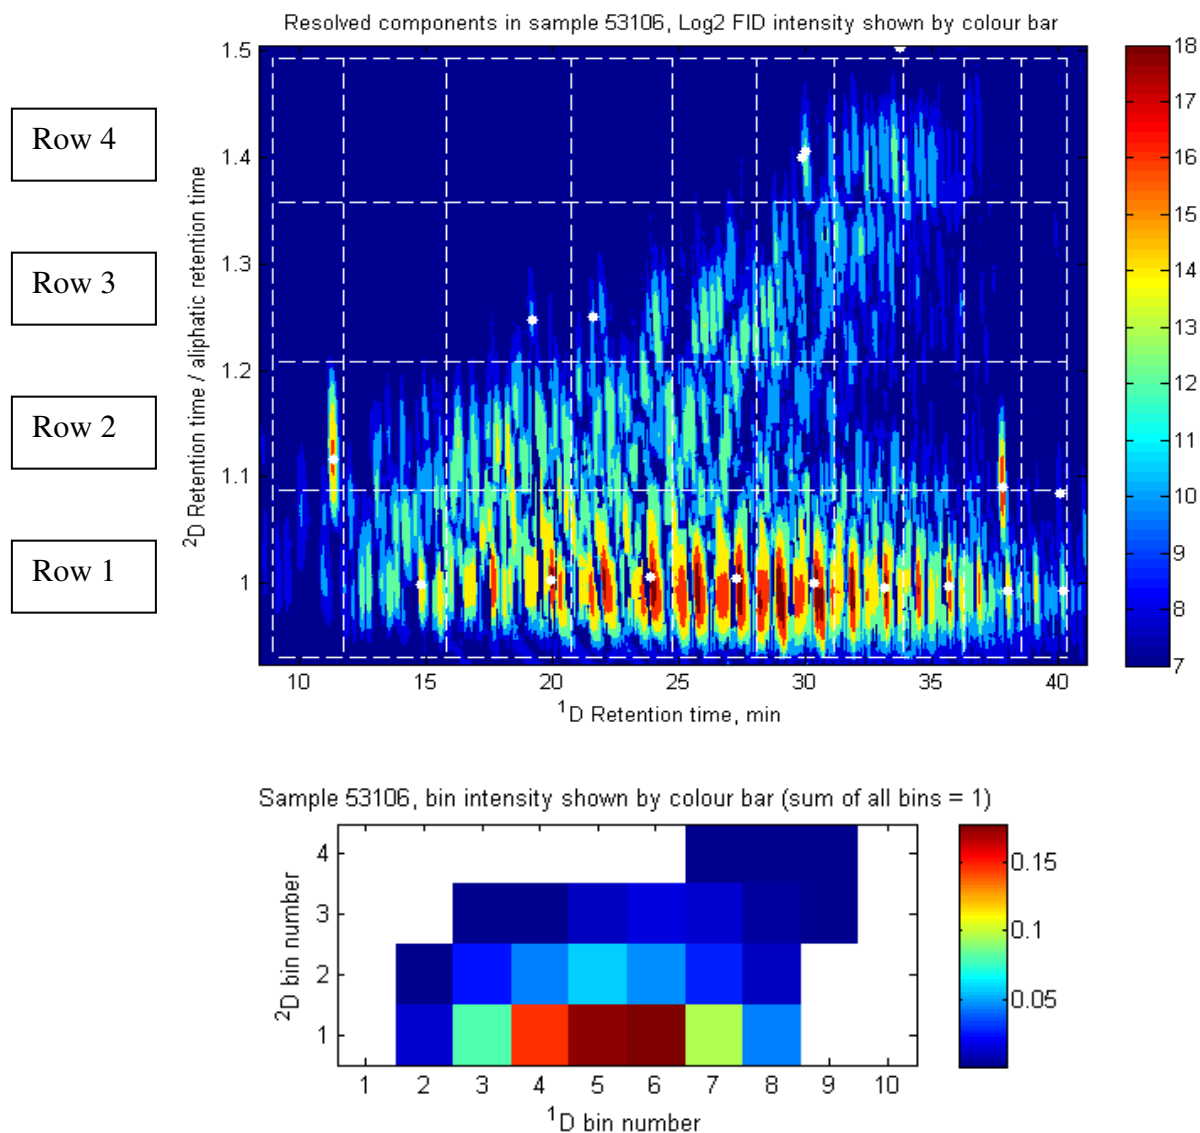 Resolved components in sample 53106, Log2 FID intensity shown by colour bar
Row 4
Row 3
Row 2
Row 1
²D Retention time / aliphatic retention time
1.5
1.4
1.3
1.2
1.1
1
10 15 20 25 30 35 40
¹D Retention time, min
18
17
16
15
14
13
12
11
10
9
8
7
Sample 53106, bin intensity shown by colour bar (sum of all bins = 1)
²D bin number
4
3
2
1
1 2 3 4 5 6 7 8 9 10
¹D bin number
0.15
0.1
0.05